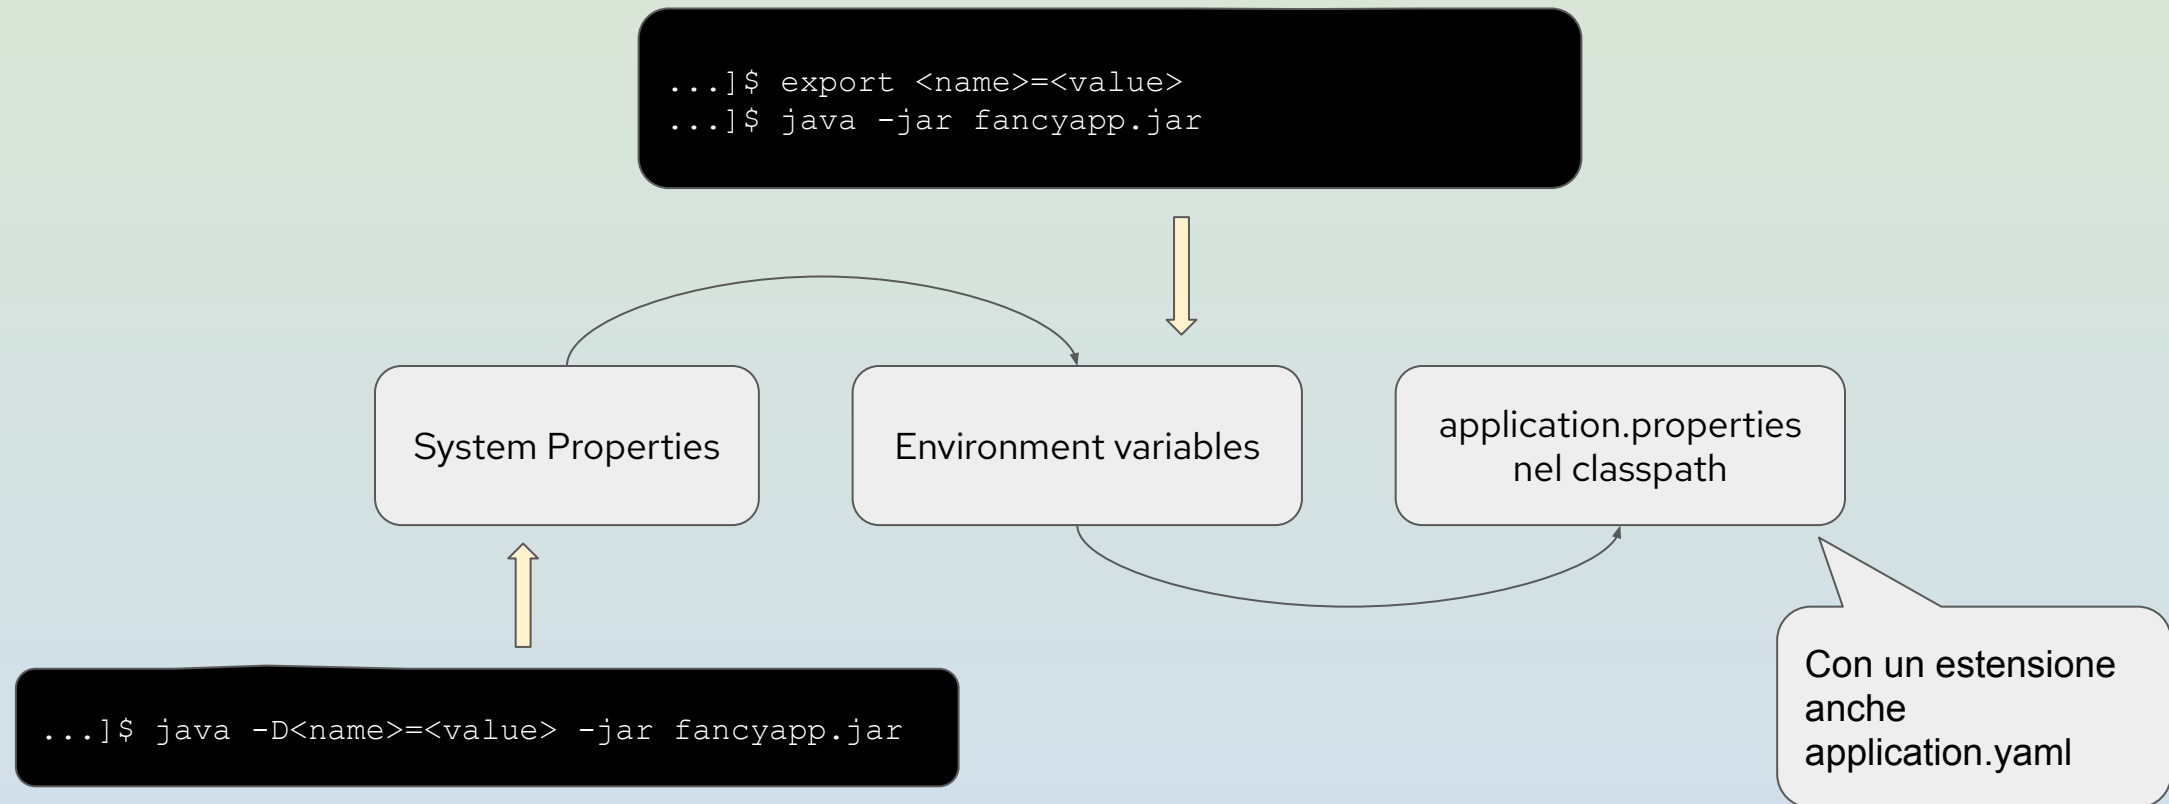 ...]$ export <name>=<value>
...]$ java -jar fancyapp.jar
System Properties
Environment variables
application.properties
nel classpath
Con un estensione
anche
application.yaml
...]$ java -D<name>=<value> -jar fancyapp.jar